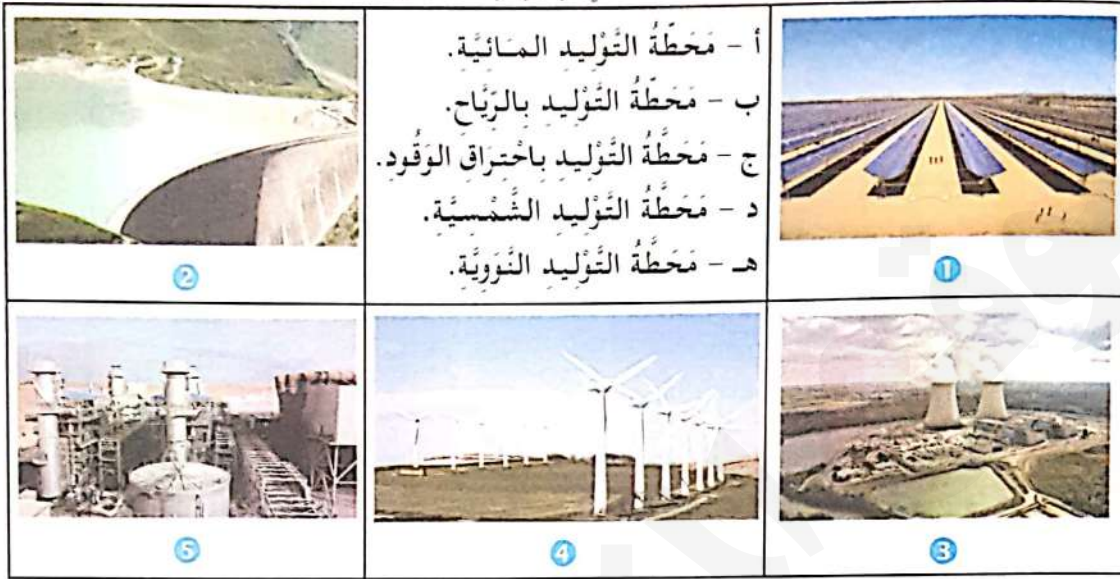 أ - مَحَطَّةُ التَّوْلِيدِ المَائِيَّةِ.
ب - مَحَطَّةُ التَّوْلِيدِ بِالرِّيَّاحِ.
ج - مَحَطَّةُ التَّوْلِيدِ بِاحْتِرَاقِ الوَقُودِ.
د - مَحَطَّةُ التَّوْلِيدِ الشَّمْسِيَّةِ.
هـ - مَحَطَّةُ التَّوْلِيدِ النَّوَوِيَّةِ.
1
2
3
4
5